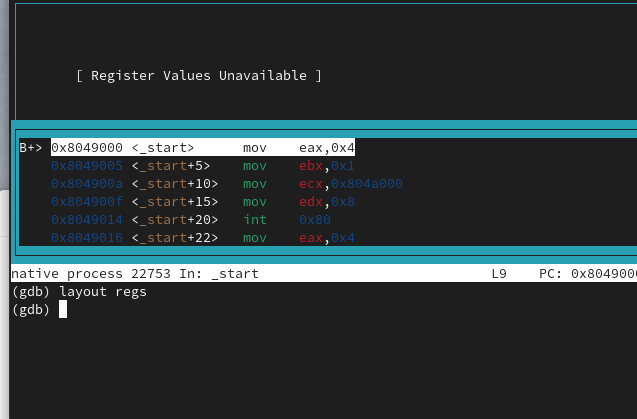 [ Register Values Unavailable ]
B+> 0x8049000 <_start> mov eax,0x4
0x8049005 <_start+5> mov ebx,0x1
0x804900a <_start+10> mov ecx,0x804a000
0x804900f <_start+15> mov edx,0x8
0x8049014 <_start+20> int 0x80
0x8049016 <_start+22> mov eax,0x4
native process 22753 In: _start L9 PC: 0x804900
(gdb) layout regs
(gdb)